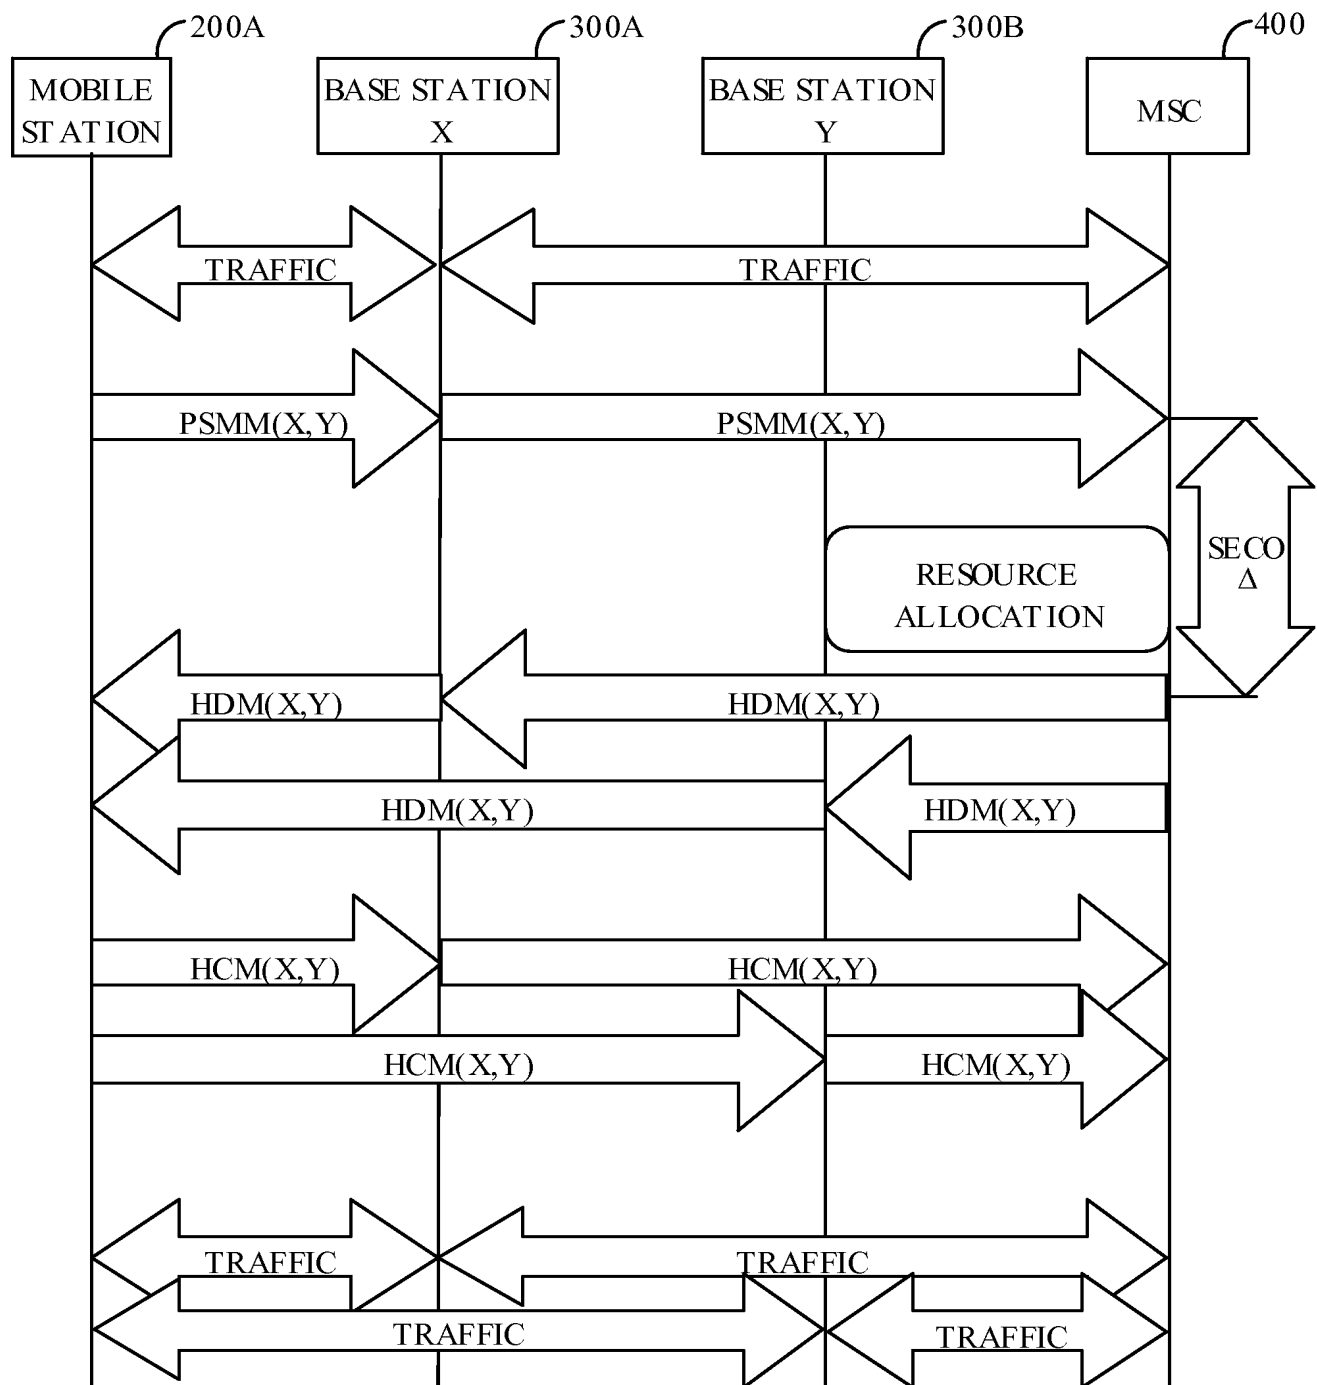 200A
300A
300B
400
MOBILE
STATION
BASE STATION
X
BASE STATION
Y
MSC
TRAFFIC
TRAFFIC
PSMM(X,Y)
PSMM(X,Y)
SECO
Δ
RESOURCE
ALLOCATION
HDM(X,Y)
HDM(X,Y)
HDM(X,Y)
HDM(X,Y)
HCM(X,Y)
HCM(X,Y)
HCM(X,Y)
HCM(X,Y)
TRAFFIC
TRAFFIC
TRAFFIC
TRAFFIC